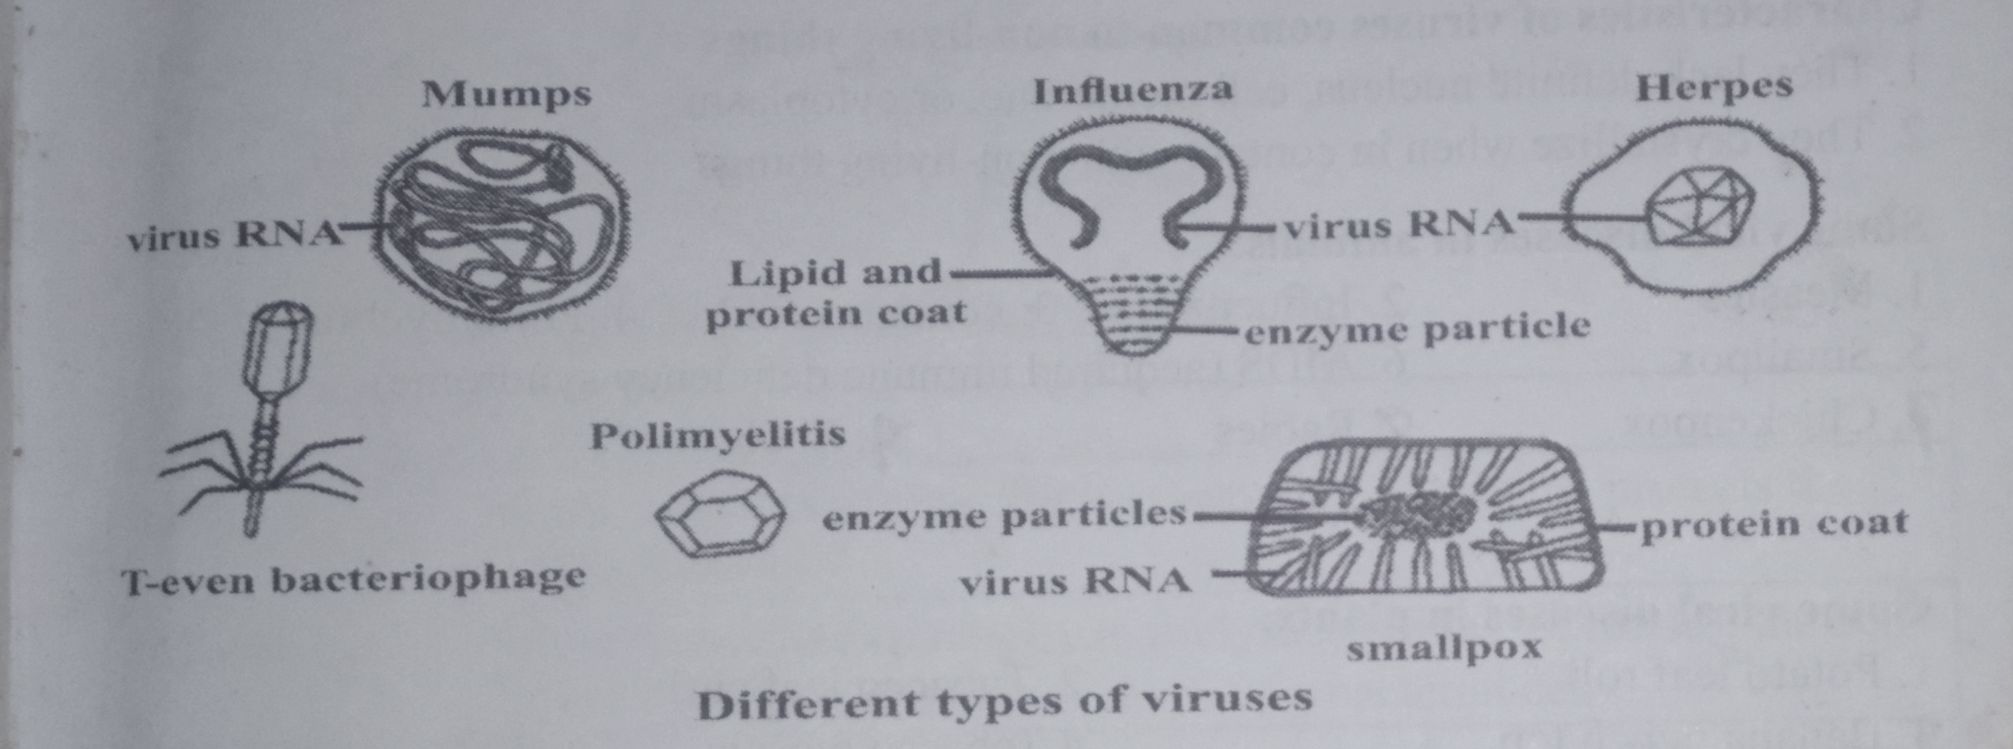 Mumps
Influenza
Herpes
virus RNA
virus RNA
Lipid and
protein coat
enzyme particle
Polimyelitis
enzyme particles
protein coat
virus RNA
T-even bacteriophage
smallpox
Different types of viruses